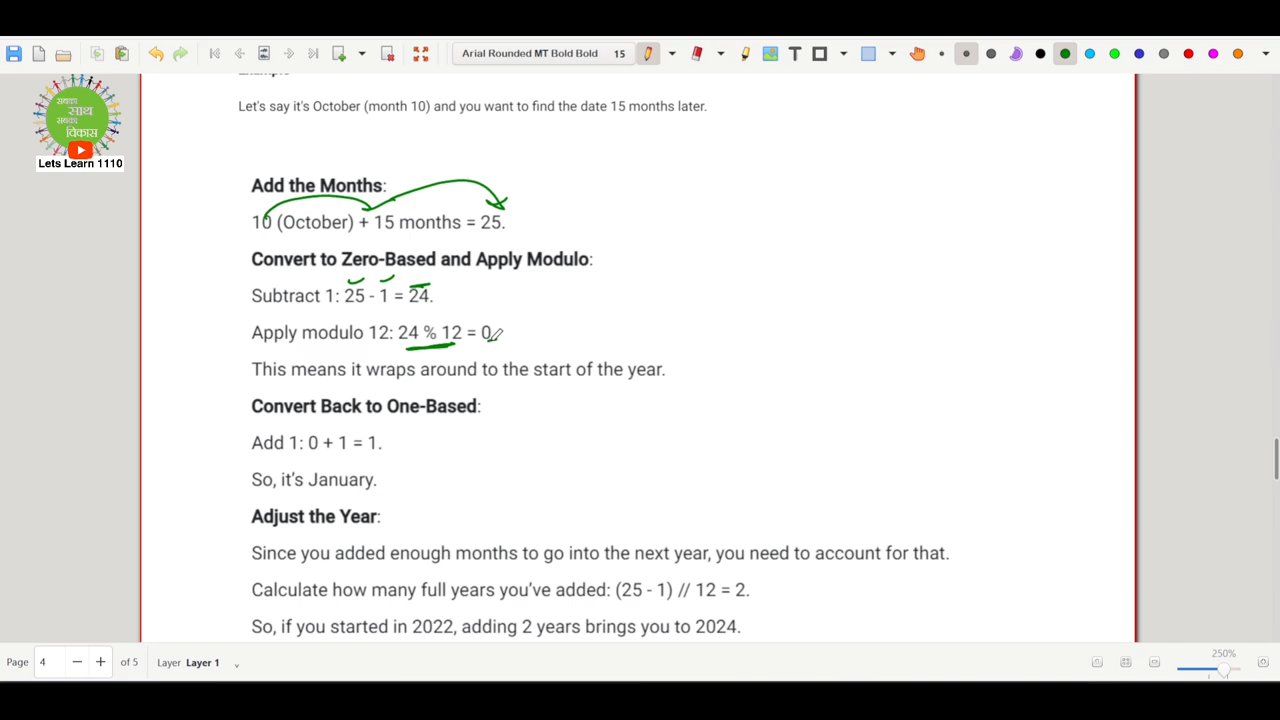 Arial Rounded MT Bold Bold 15
Example
Let's say it's October (month 10) and you want to find the date 15 months later.
सबका
साथ
सबका
विकास
Lets Learn 1110
Add the Months:
10 (October) + 15 months = 25.
Convert to Zero-Based and Apply Modulo:
Subtract 1: 25 - 1 = 24.
Apply modulo 12: 24 % 12 = 0.
This means it wraps around to the start of the year.
Convert Back to One-Based:
Add 1: 0 + 1 = 1.
So, it's January.
Adjust the Year:
Since you added enough months to go into the next year, you need to account for that.
Calculate how many full years you've added: (25 - 1) // 12 = 2.
So, if you started in 2022, adding 2 years brings you to 2024.
Page 4 of 5 Layer Layer 1 250%